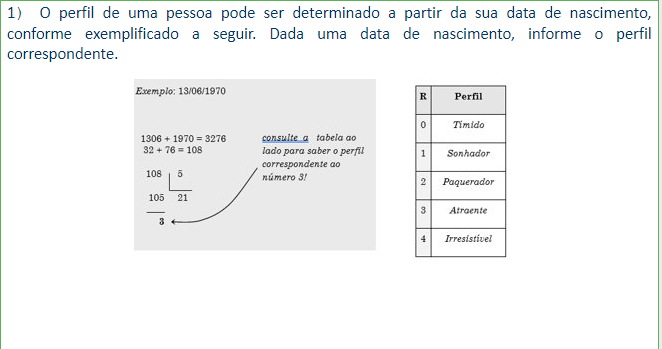 1) O perfil de uma pessoa pode ser determinado a partir da sua data de nascimento,
conforme exemplificado a seguir. Dada uma data de nascimento, informe o perfil
correspondente.
Exemplo: 13/06/1970
1306 + 1970 = 3276
32 + 76 = 108
108 5
105 21
3
consulte a tabela ao
lado para saber o perfil
correspondente ao
número 3!
R Perfil
0 Tímido
1 Sonhador
2 Paquerador
3 Atraente
4 Irresistível